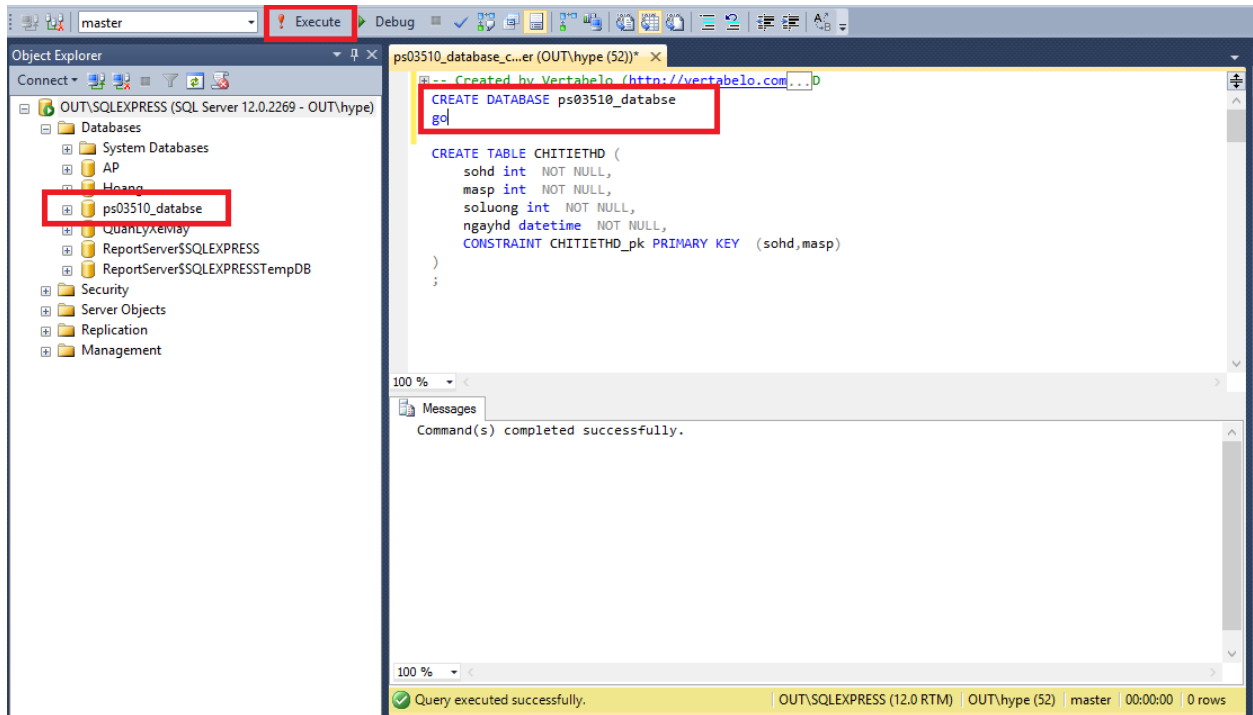 master
Execute
Debug
Object Explorer
Connect
OUT\SQLEXPRESS (SQL Server 12.0.2269 - OUT\hype)
Databases
System Databases
AP
Hoang
ps03510_databse
QuanLyXeMay
ReportServer$SQLEXPRESS
ReportServer$SQLEXPRESSTempDB
Security
Server Objects
Replication
Management
ps03510_database_c...er (OUT\hype (52))*
-- Created by Vertabelo (http://vertabelo.com...D
CREATE DATABASE ps03510_databse
go
CREATE TABLE CHITIETHD (
sohd int NOT NULL,
masp int NOT NULL,
soluong int NOT NULL,
ngayhd datetime NOT NULL,
CONSTRAINT CHITIETHD_pk PRIMARY KEY (sohd,masp)
)
;
100 %
Messages
Command(s) completed successfully.
100 %
Query executed successfully.
OUT\SQLEXPRESS (12.0 RTM)
OUT\hype (52)
master
00:00:00
0 rows